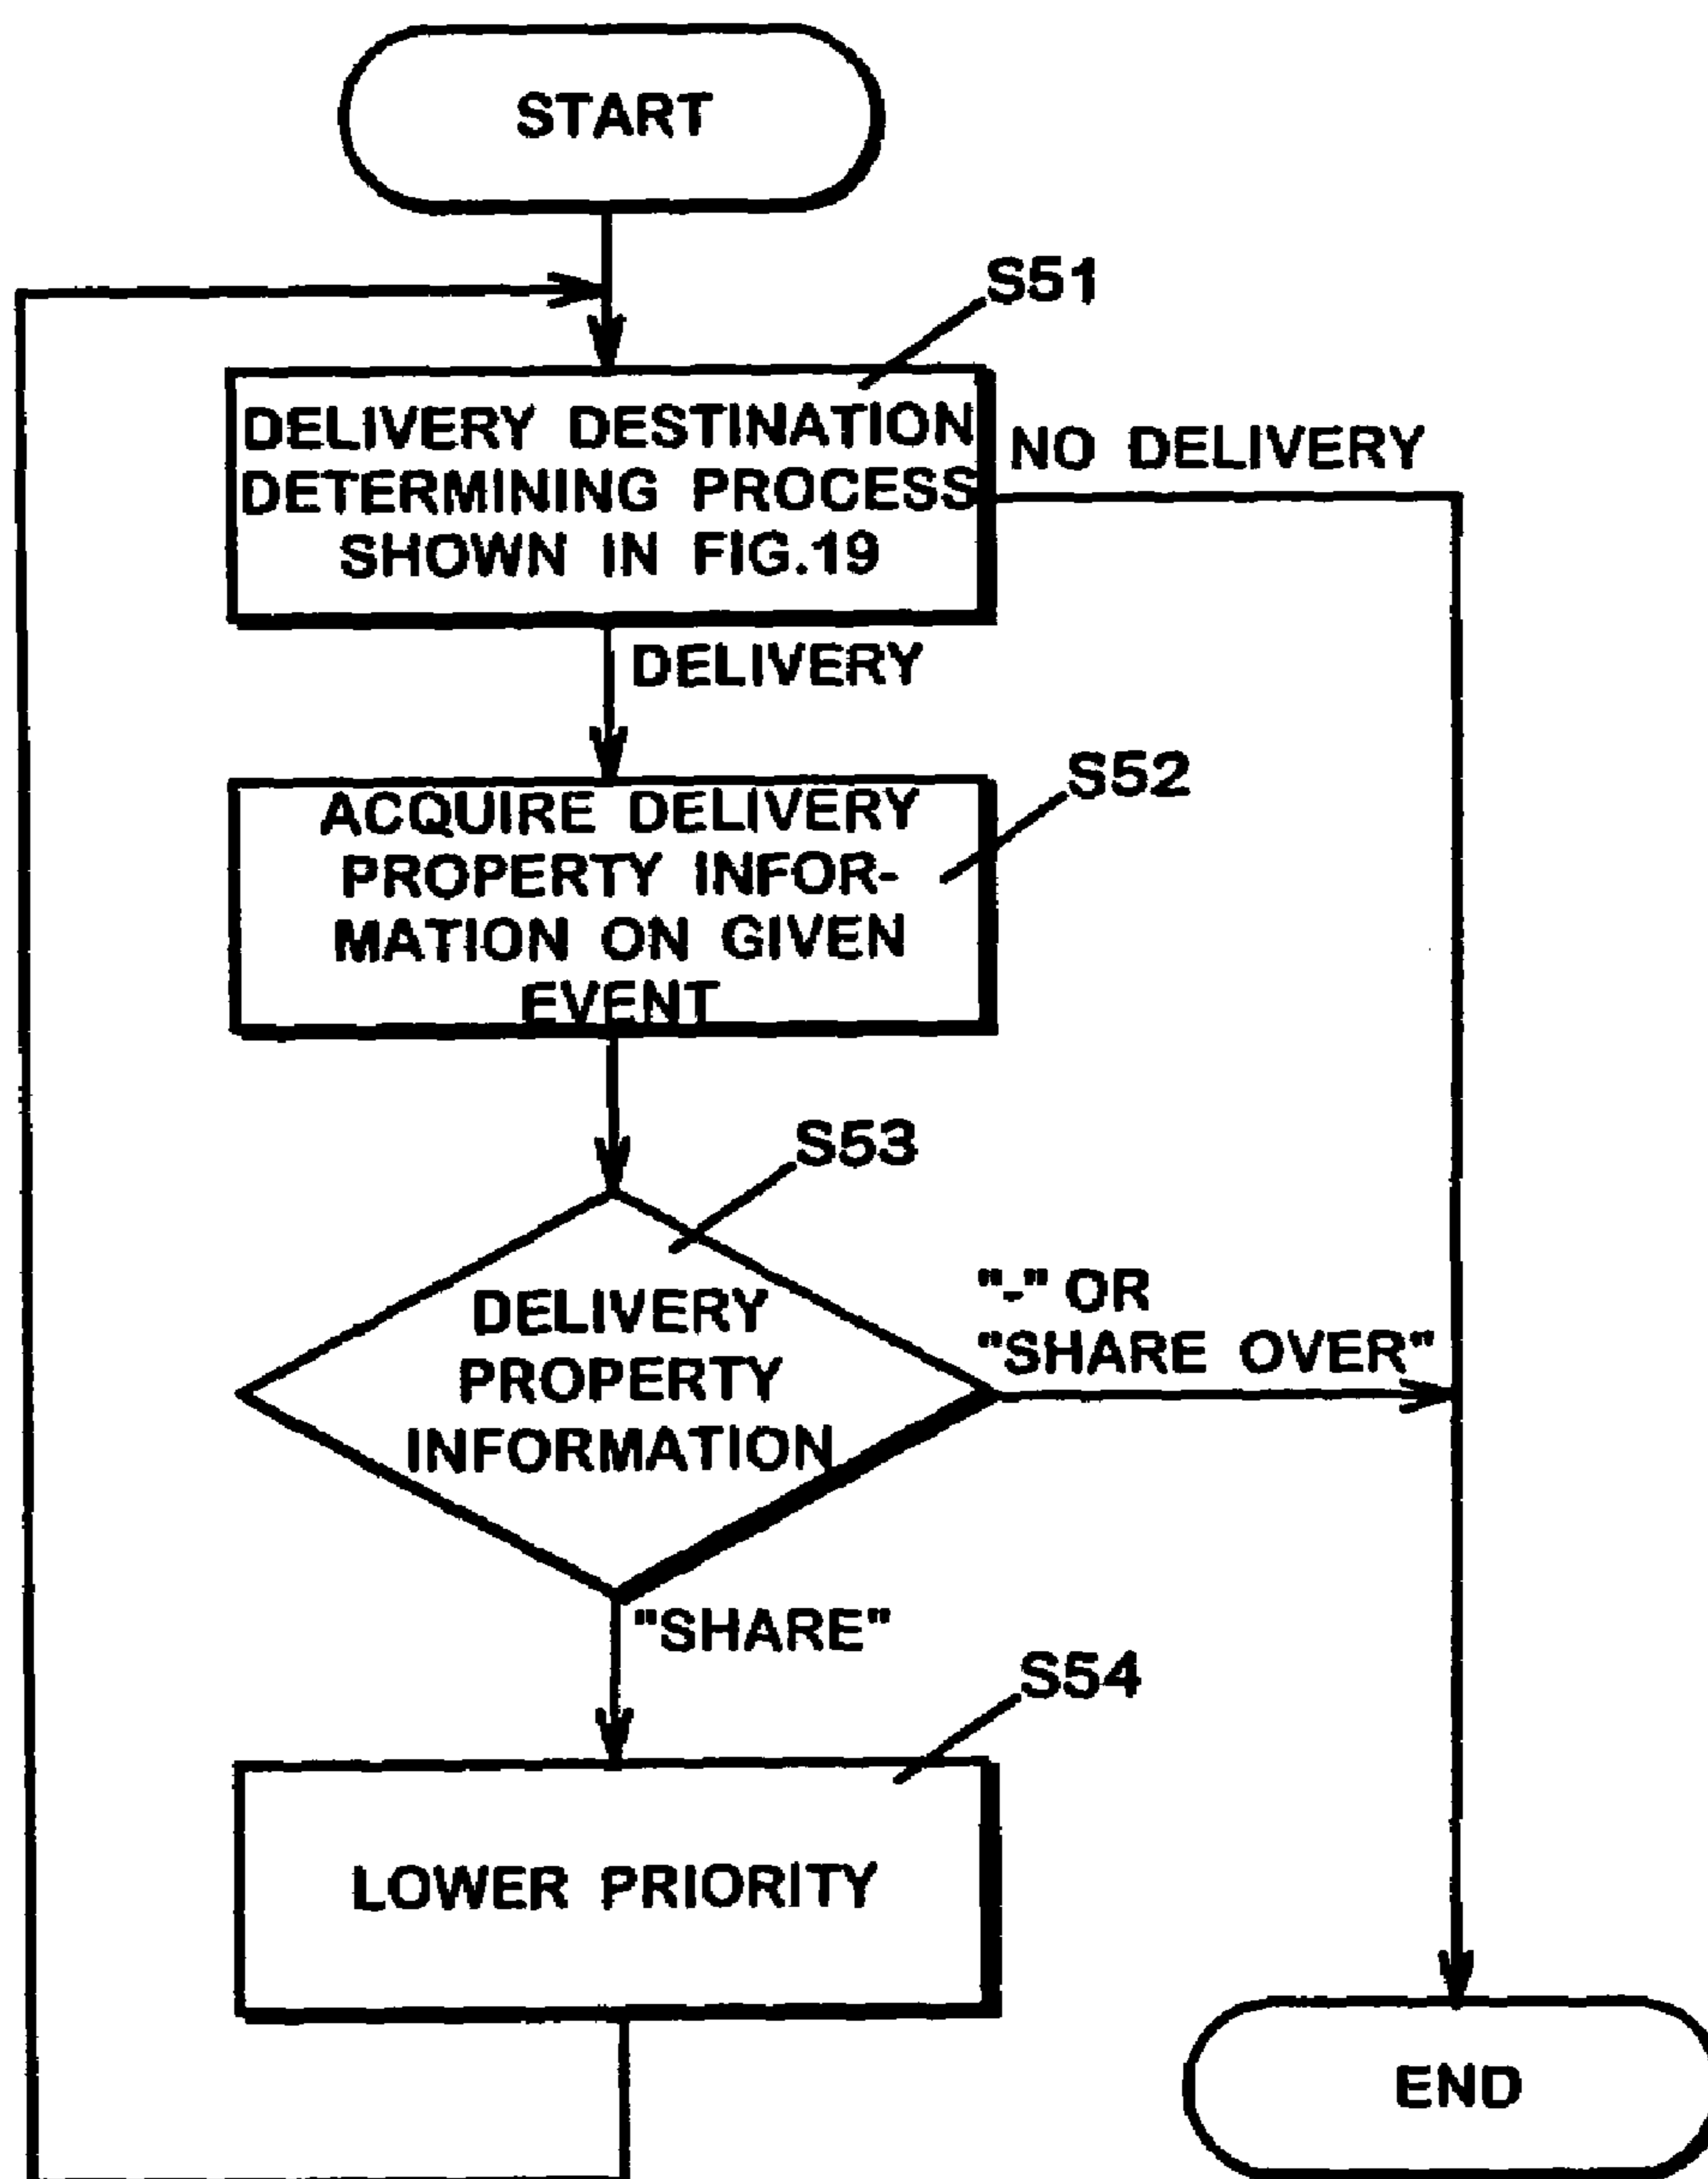 START
S51
DELIVERY DESTINATION
DETERMINING PROCESS
SHOWN IN FIG.19
NO DELIVERY
DELIVERY
S52
ACQUIRE DELIVERY
PROPERTY INFOR-
MATION ON GIVEN
EVENT
S53
DELIVERY
PROPERTY
INFORMATION
"-" OR
"SHARE OVER"
"SHARE"
S54
LOWER PRIORITY
END